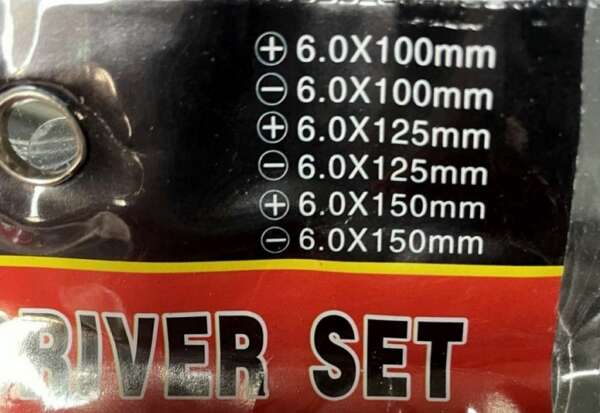 ⊕ 6.0X100mm
⊖ 6.0X100mm
⊕ 6.0X125mm
⊖ 6.0X125mm
⊕ 6.0X150mm
⊖ 6.0X150mm
RIVER SET